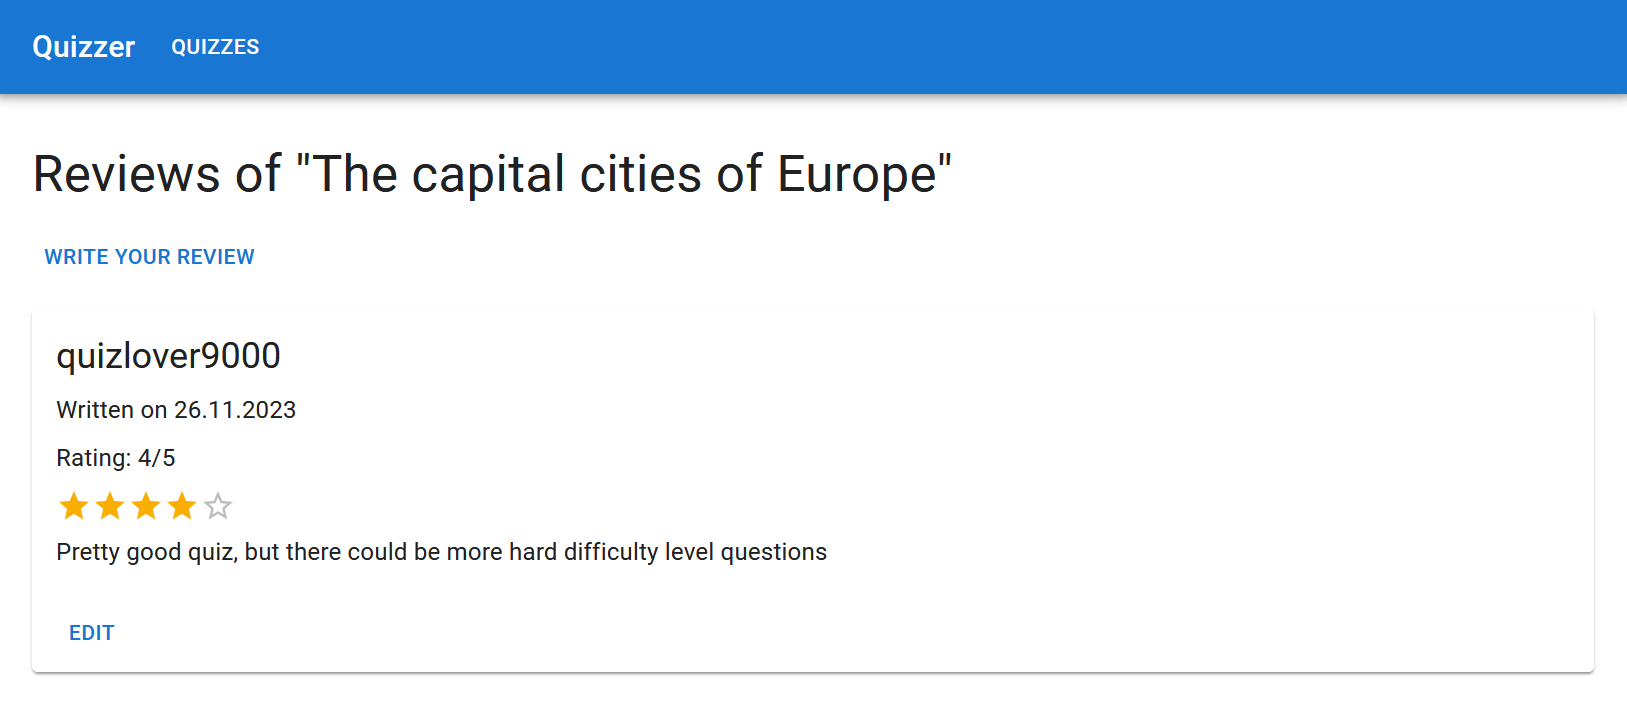 Quizzer QUIZZES
Reviews of "The capital cities of Europe"
WRITE YOUR REVIEW
quizlover9000
Written on 26.11.2023
Rating: 4/5
Pretty good quiz, but there could be more hard difficulty level questions
EDIT